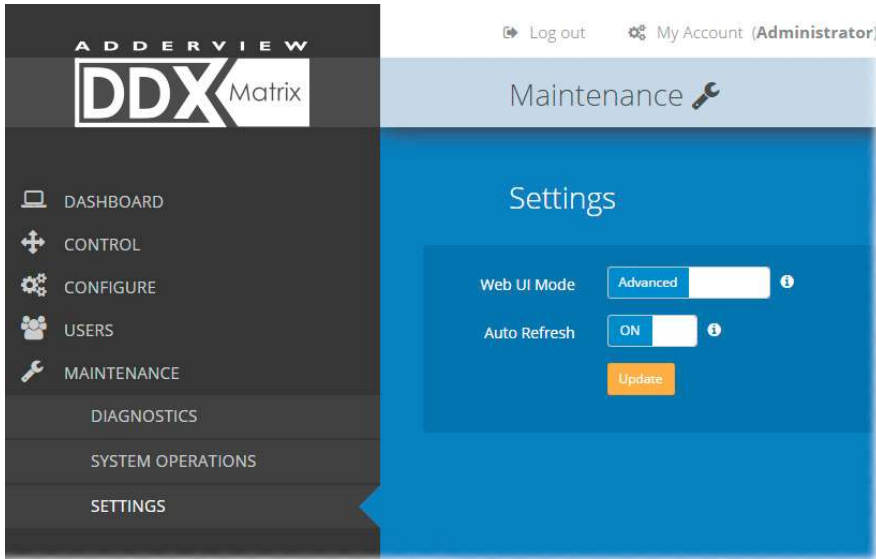 ADDERVIEW
DDX Matrix
Log out
My Account (Administrator)
Maintenance
DASHBOARD
CONTROL
CONFIGURE
USERS
MAINTENANCE
DIAGNOSTICS
SYSTEM OPERATIONS
SETTINGS
Settings
Web UI Mode Advanced
Auto Refresh ON
Update